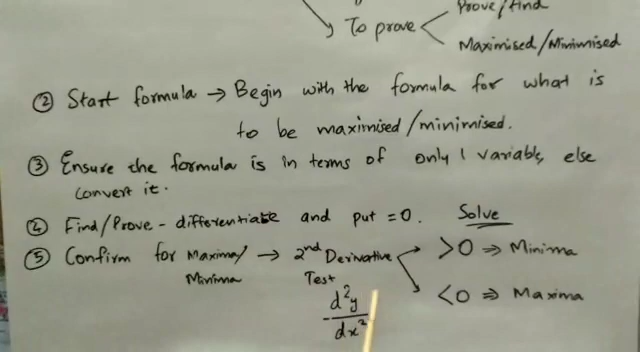 Prove/Find
↳ To prove <
Maximised/Minimised
② Start formula → Begin with the formula for what is
to be maximised/minimised.
③ Ensure the formula is in terms of only 1 variable, else
convert it.
④ Find/Prove - differentiate and put = 0. Solve
⑤ Confirm for Maxima/ → 2nd Derivative > 0 ⇒ Minima
Minima Test < 0 ⇒ Maxima
d²y
dx²